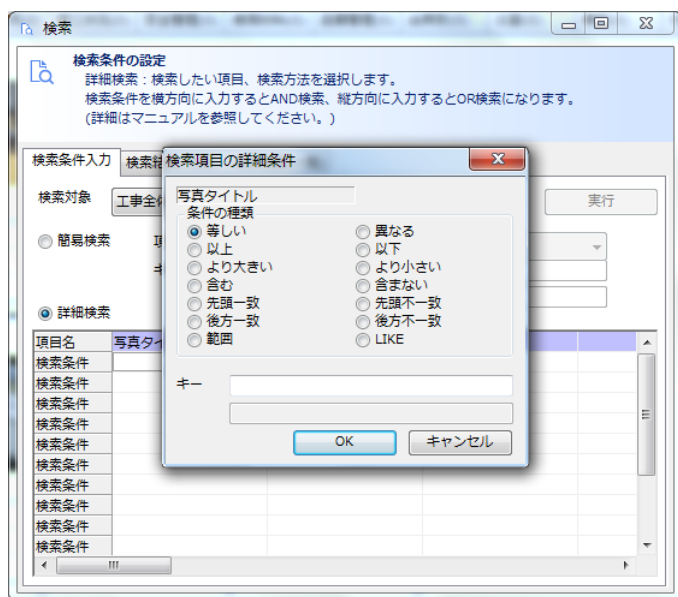 検索
検索条件の設定
詳細検索：検索したい項目、検索方法を選択します。
検索条件を横方向に入力するとAND検索、縦方向に入力するとOR検索になります。
(詳細はマニュアルを参照してください。)
検索条件入力
検索結
検索対象
工事全体
実行
簡易検索
詳細検索
項目名
写真タイ
検索条件
検索条件
検索条件
検索条件
検索条件
検索条件
検索条件
検索条件
検索条件
検索条件
検索項目の詳細条件
写真タイトル
条件の種類
等しい 異なる
以上 以下
より大きい より小さい
含む 含まない
先頭一致 先頭不一致
後方一致 後方不一致
範囲 LIKE
キー
OK キャンセル